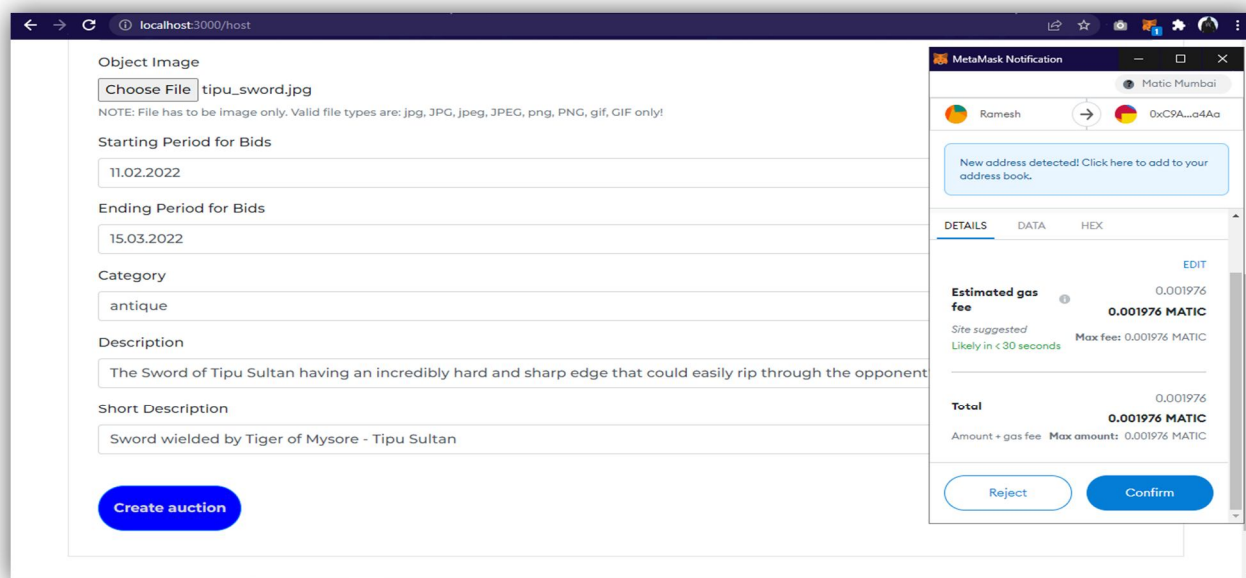 localhost:3000/host
Object Image
Choose File tipu_sword.jpg
NOTE: File has to be image only. Valid file types are: jpg, JPG, jpeg, JPEG, png, PNG, gif, GIF only!
Starting Period for Bids
11.02.2022
Ending Period for Bids
15.03.2022
Category
antique
Description
The Sword of Tipu Sultan having an incredibly hard and sharp edge that could easily rip through the opponent
Short Description
Sword wielded by Tiger of Mysore - Tipu Sultan
Create auction
1
MetaMask Notification
? Matic Mumbai
Ramesh 0xC9A...a4Aa
New address detected! Click here to add to your
address book.
DETAILS DATA HEX
EDIT
Estimated gas
fee
0.001976
0.001976 MATIC
Site suggested
Likely in < 30 seconds
Max fee: 0.001976 MATIC
Total
0.001976
0.001976 MATIC
Amount + gas fee Max amount: 0.001976 MATIC
Reject Confirm